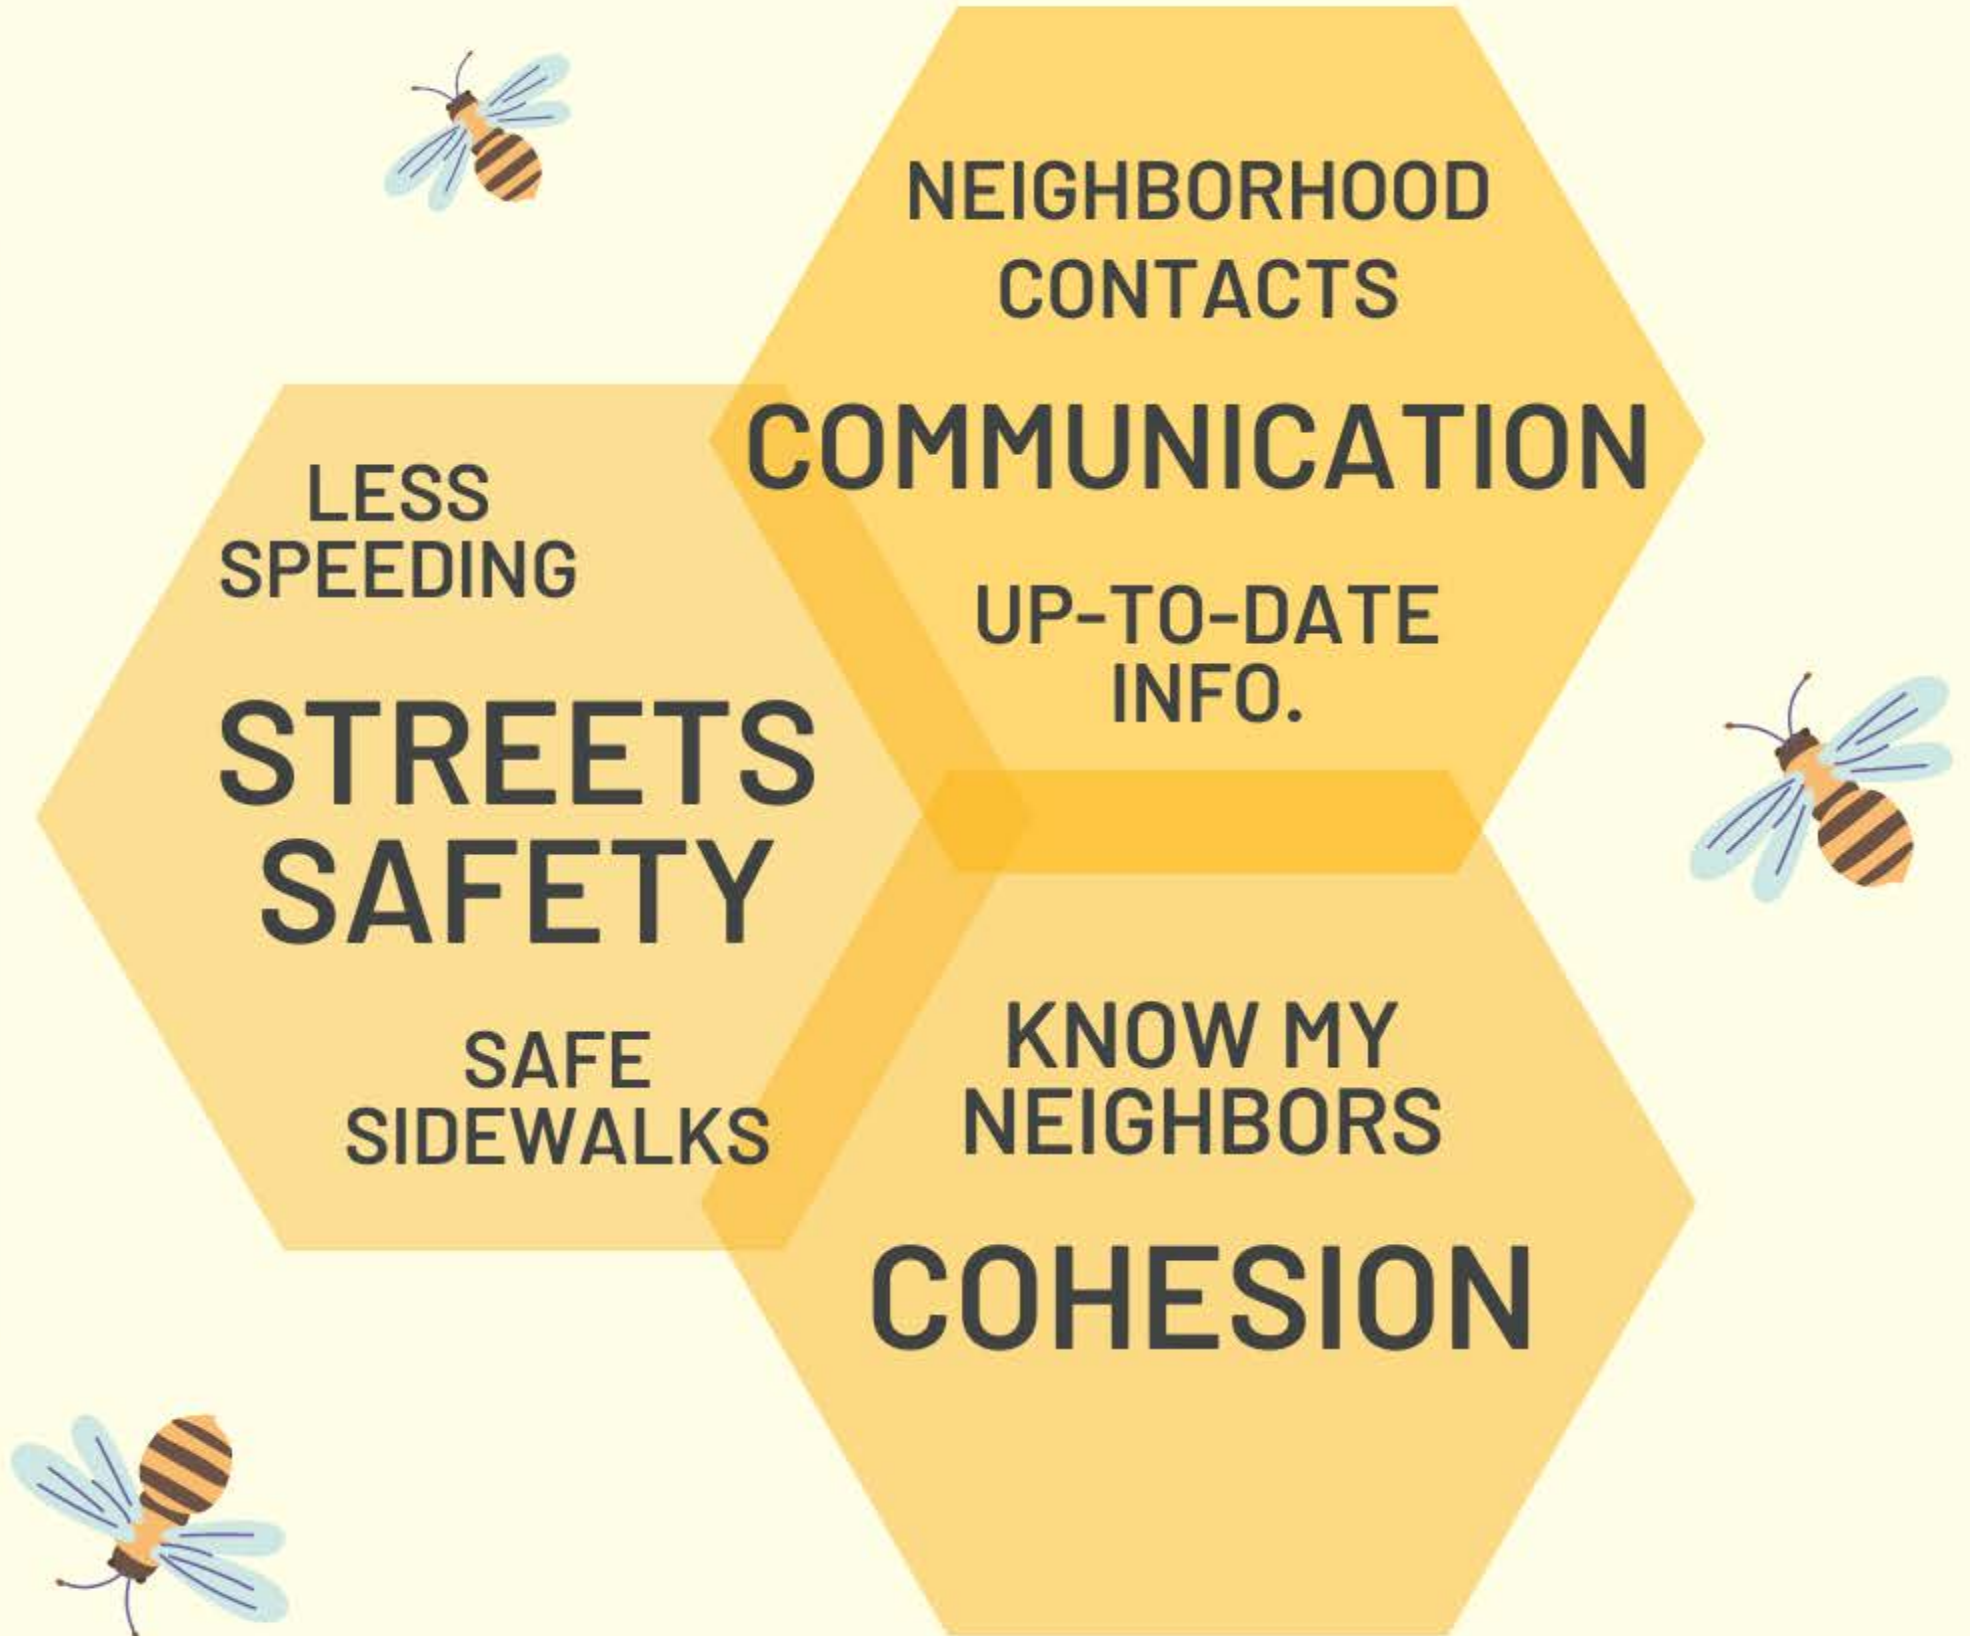 NEIGHBORHOOD
CONTACTS
COMMUNICATION
UP-TO-DATE
INFO.
LESS
SPEEDING
STREETS
SAFETY
SAFE
SIDEWALKS
KNOW MY
NEIGHBORS
COHESION